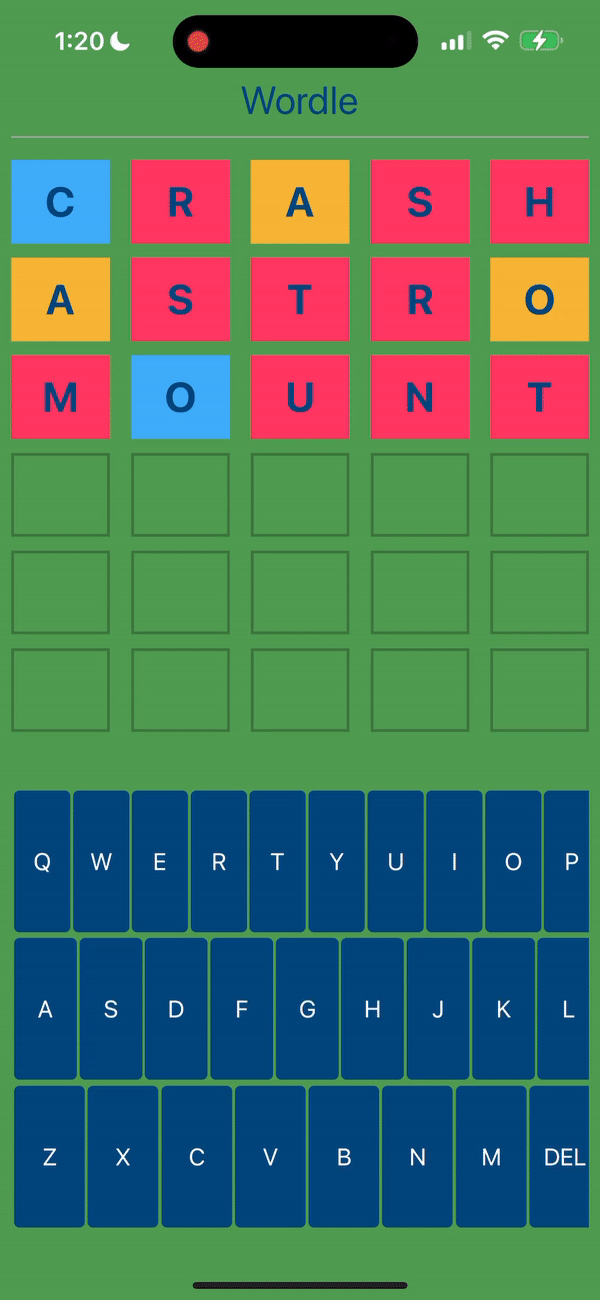 1:20
Wordle
C R A S H
A S T R O
M O U N T
Q W E R T Y U I O P
A S D F G H J K L
Z X C V B N M DEL